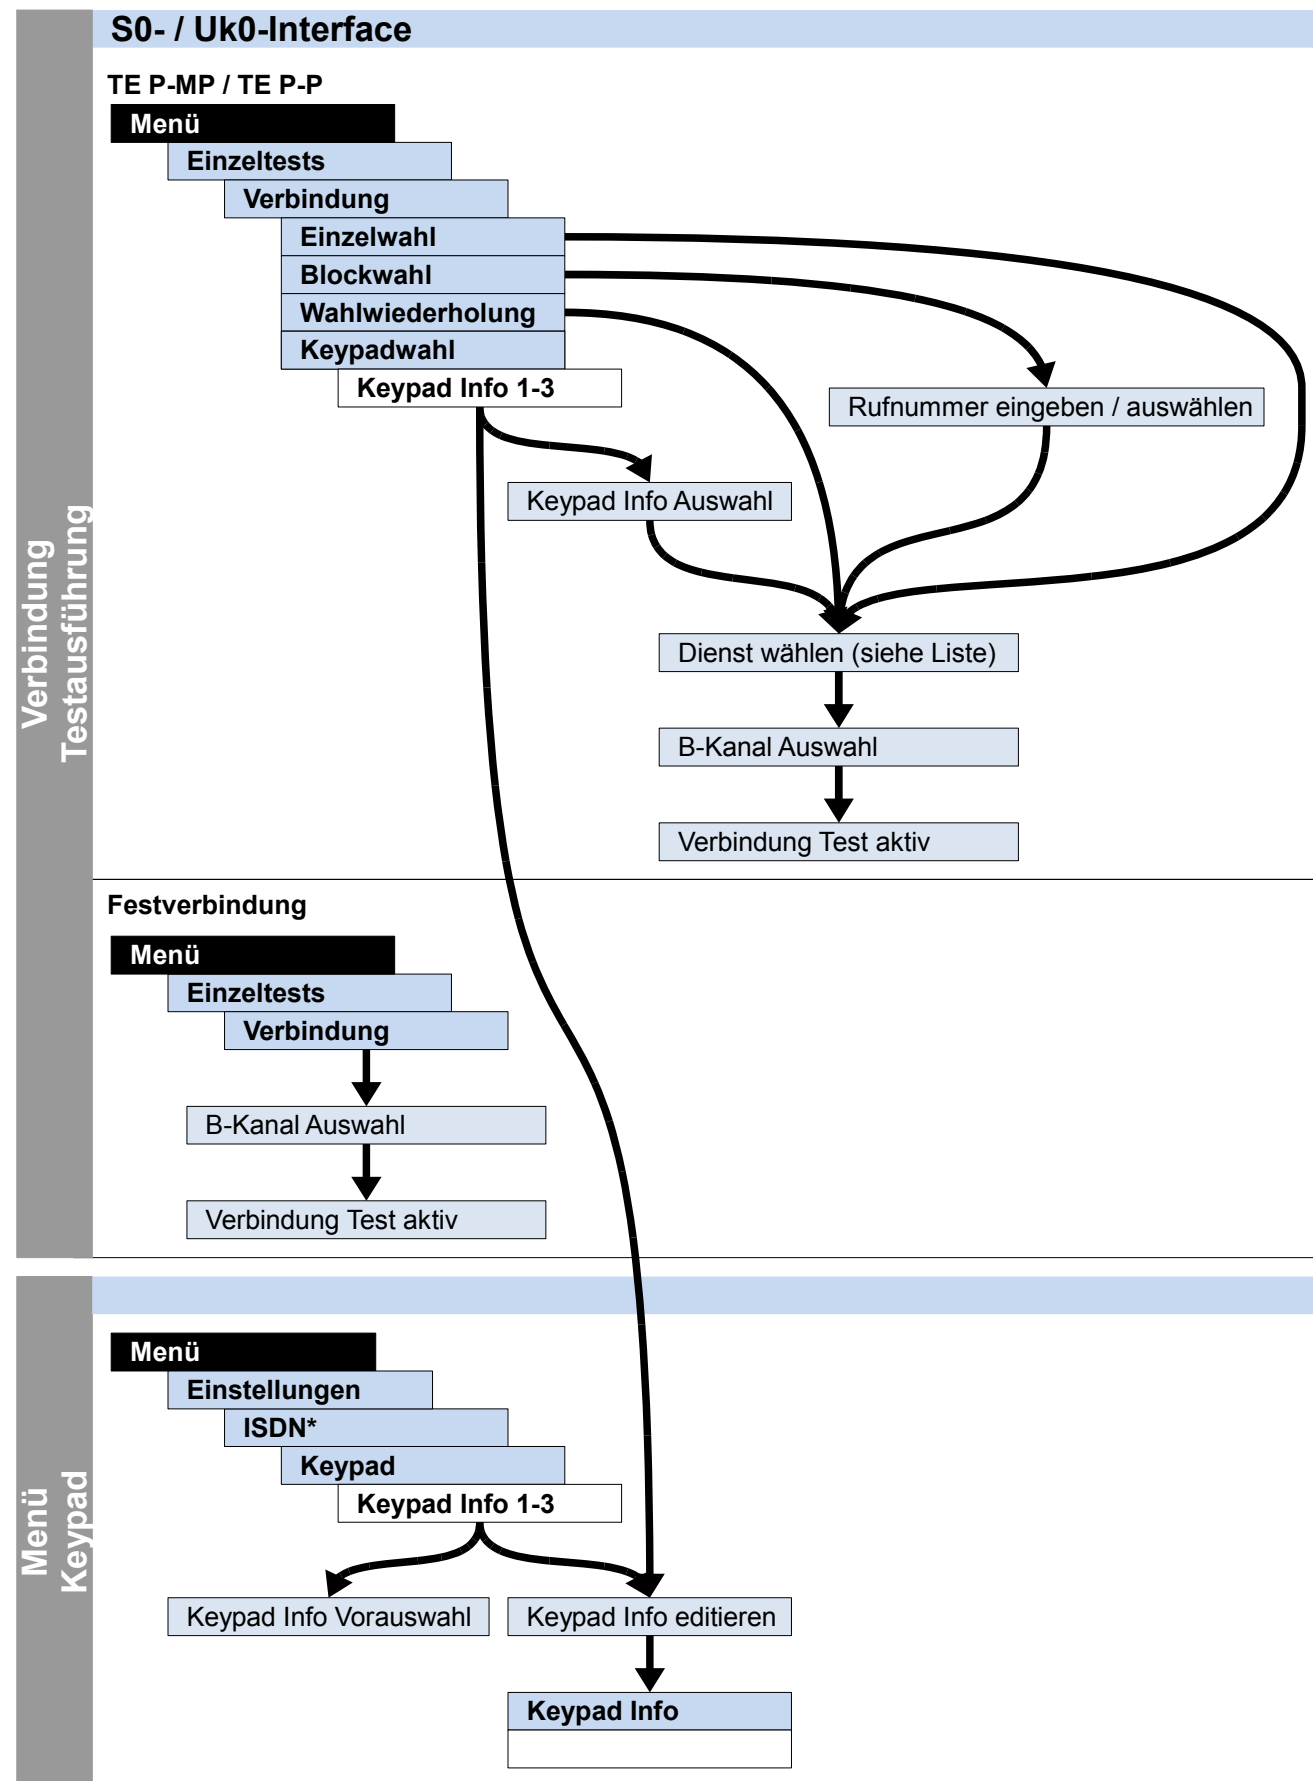 S0- / Uk0-Interface
TE P-MP / TE P-P
Menü
Einzeltests
Verbindung
Einzelwahl
Blockwahl
Wahlwiederholung
Keypadwahl
Keypad Info 1-3
Rufnummer eingeben / auswählen
Keypad Info Auswahl
Dienst wählen (siehe Liste)
B-Kanal Auswahl
Verbindung Test aktiv
Verbindung
Testausführung
Festverbindung
Menü
Einzeltests
Verbindung
B-Kanal Auswahl
Verbindung Test aktiv
Menü
Keypad
Menü
Einstellungen
ISDN*
Keypad
Keypad Info 1-3
Keypad Info Vorauswahl
Keypad Info editieren
Keypad Info